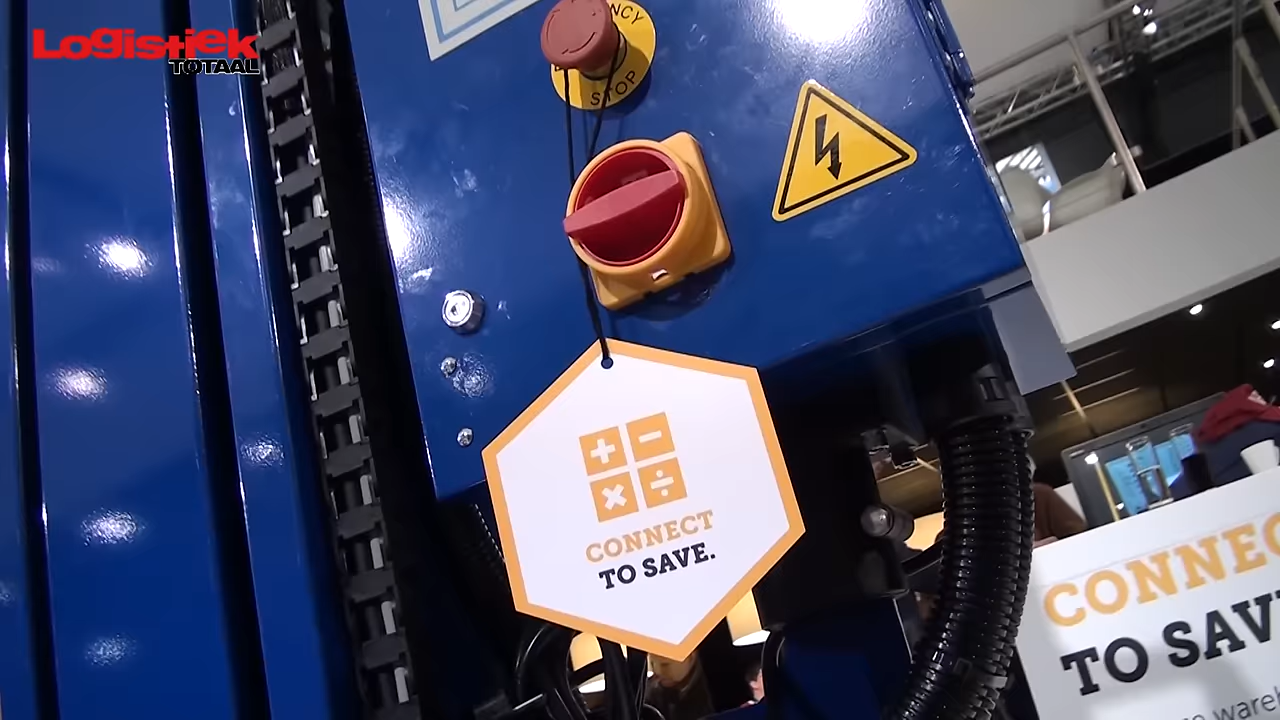 Logistiek
TOTAAL
STOP
CONNECT
TO SAVE.
CONNEC
TO SAV